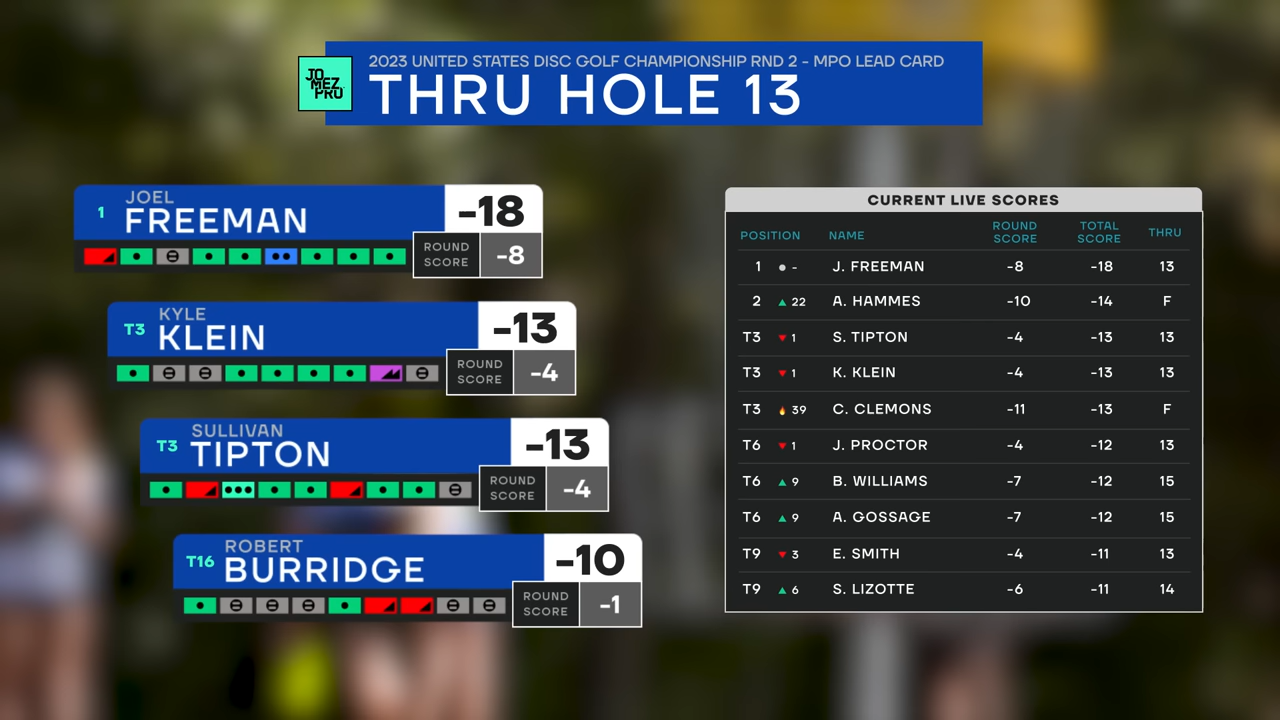 JO
MEZ
PRO
2023 UNITED STATES DISC GOLF CHAMPIONSHIP RND 2 - MPO LEAD CARD
THRU HOLE 13
1 JOEL
FREEMAN -18
ROUND SCORE -8
T3 KYLE
KLEIN -13
ROUND SCORE -4
T3 SULLIVAN
TIPTON -13
ROUND SCORE -4
T16 ROBERT
BURRIDGE -10
ROUND SCORE -1
CURRENT LIVE SCORES
POSITION NAME ROUND SCORE TOTAL SCORE THRU
1 - J. FREEMAN -8 -18 13
2 22 A. HAMMES -10 -14 F
T3 1 S. TIPTON -4 -13 13
T3 1 K. KLEIN -4 -13 13
T3 39 C. CLEMONS -11 -13 F
T6 1 J. PROCTOR -4 -12 13
T6 9 B. WILLIAMS -7 -12 15
T6 9 A. GOSSAGE -7 -12 15
T9 3 E. SMITH -4 -11 13
T9 6 S. LIZOTTE -6 -11 14